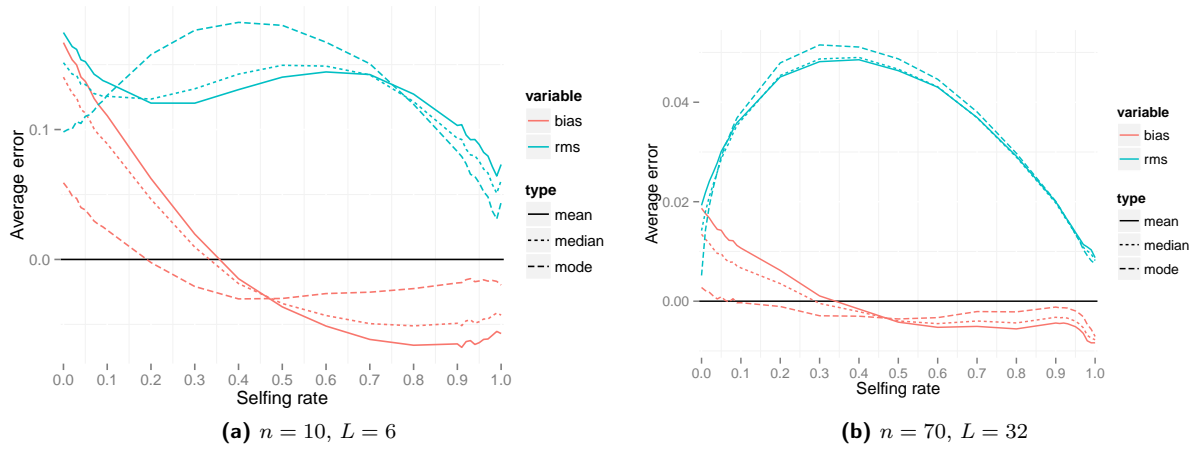 Average error
0.1
0.0
0.0 0.1 0.2 0.3 0.4 0.5 0.6 0.7 0.8 0.9 1.0
Selfing rate
variable
bias
rms
type
mean
median
mode
(a) n = 10, L = 6
Average error
0.04
0.02
0.00
0.0 0.1 0.2 0.3 0.4 0.5 0.6 0.7 0.8 0.9 1.0
Selfing rate
variable
bias
rms
type
mean
median
mode
(b) n = 70, L = 32